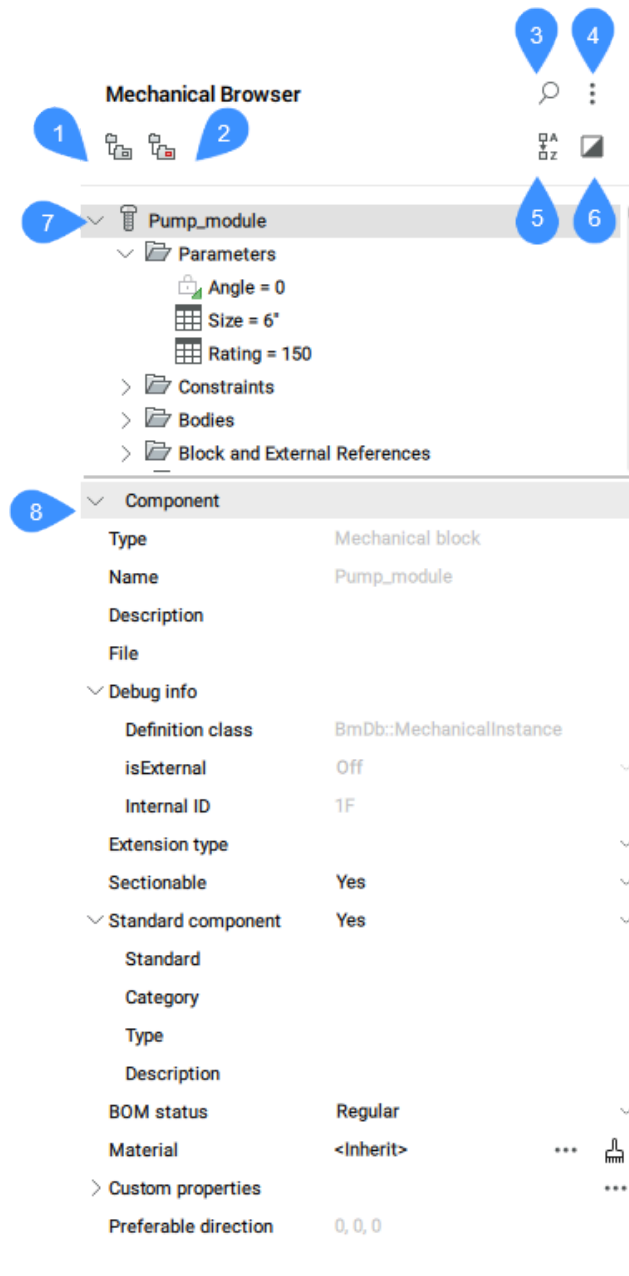 3 4
Mechanical Browser
1 2
A
Z
5 6
7 Pump_module
Parameters
Angle = 0
Size = 6"
Rating = 150
Constraints
Bodies
Block and External References
8 Component
Type Mechanical block
Name Pump_module
Description
File
Debug info
Definition class BmDb::MechanicalInstance
isExternal Off
Internal ID 1F
Extension type
Sectionable Yes
Standard component Yes
Standard
Category
Type
Description
BOM status Regular
Material <Inherit> ...
Custom properties ...
Preferable direction 0, 0, 0